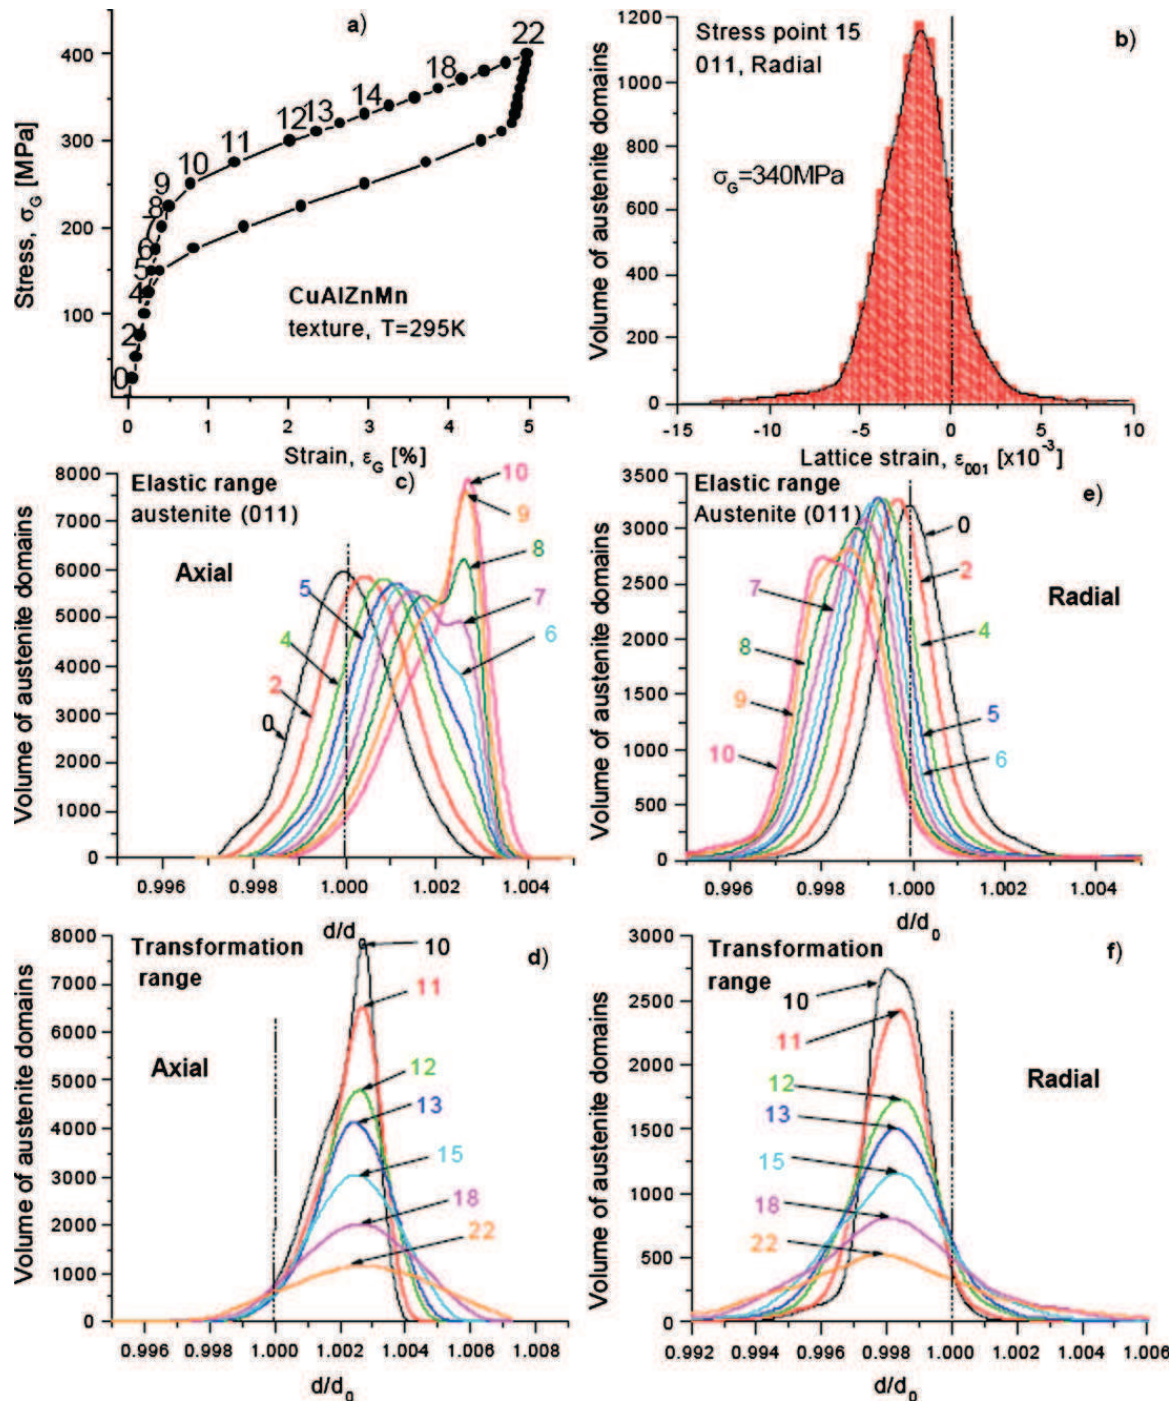 a)
22
400
18
14
13
12
11
300
10
9
8
7
6
200
5
4
100
2
0
Stress, σG [MPa]
CuAlZnMn
texture, T=295K
0 1 2 3 4 5
Strain, εG [%]
1200
Stress point 15
b)
011, Radial
1000
800
σG=340MPa
600
400
200
0
Volume of austenite domains
-15 -10 -5 0 5 10
Lattice strain, ε001 [x10-3]
8000
Elastic range
c)
austenite (011)
10
9
7000
Axial
8
6000
5
7
5000
4
6
4000
2
3000
0
2000
1000
0
Volume of austenite domains
0.996 0.998 1.000 1.002 1.004
d/d0
3500
Elastic range
e)
Austenite (011)
0
3000
2
Radial
2500
7
4
2000
8
1500
9
5
6
1000
10
500
0
Volume of austenite domains
0.996 0.998 1.000 1.002 1.004
d/d0
8000
Transformation
range
10
d)
7000
11
6000
Axial
12
5000
13
4000
15
3000
18
2000
22
1000
0
Volume of austenite domains
0.996 0.998 1.000 1.002 1.004 1.006 1.008
d/d0
3000
Transformation
range
f)
10
2500
11
2000
12
Radial
13
1500
15
1000
18
22
500
0
Volume of austenite domains
0.992 0.994 0.996 0.998 1.000 1.002 1.004 1.006
d/d0